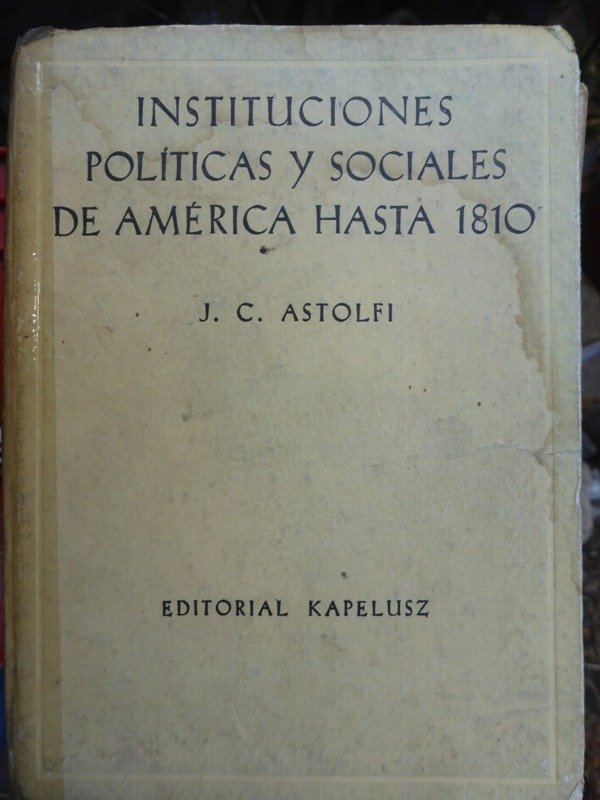 INSTITUCIONES
POLÍTICAS Y SOCIALES
DE AMÉRICA HASTA 1810
J. C. ASTOLFI
EDITORIAL KAPELUSZ